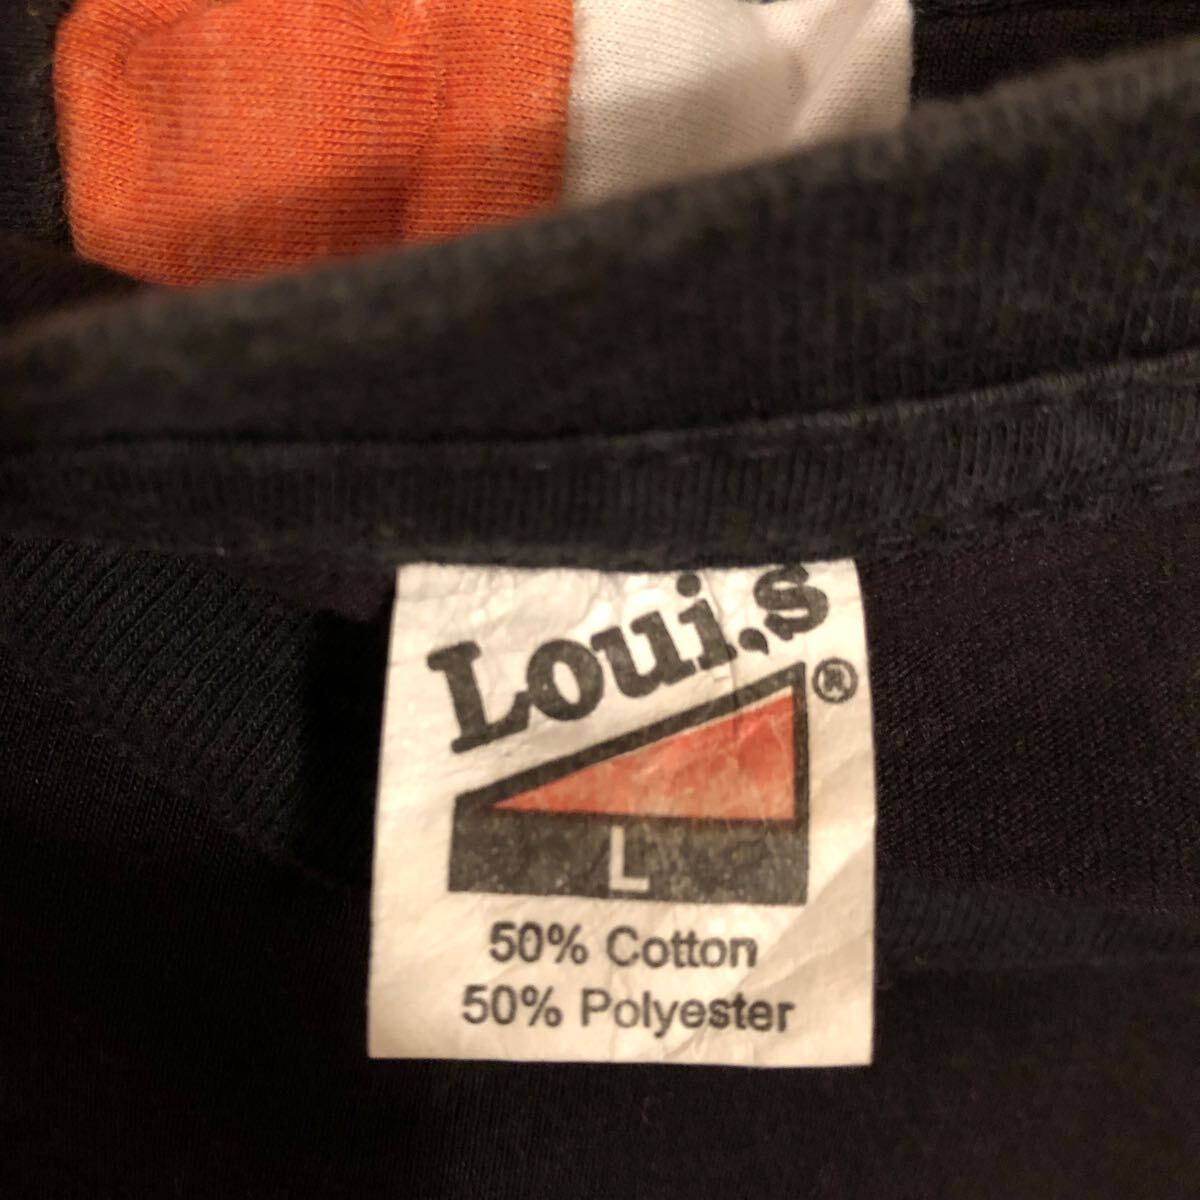 Loui.s
®
L
50% Cotton
50% Polyester